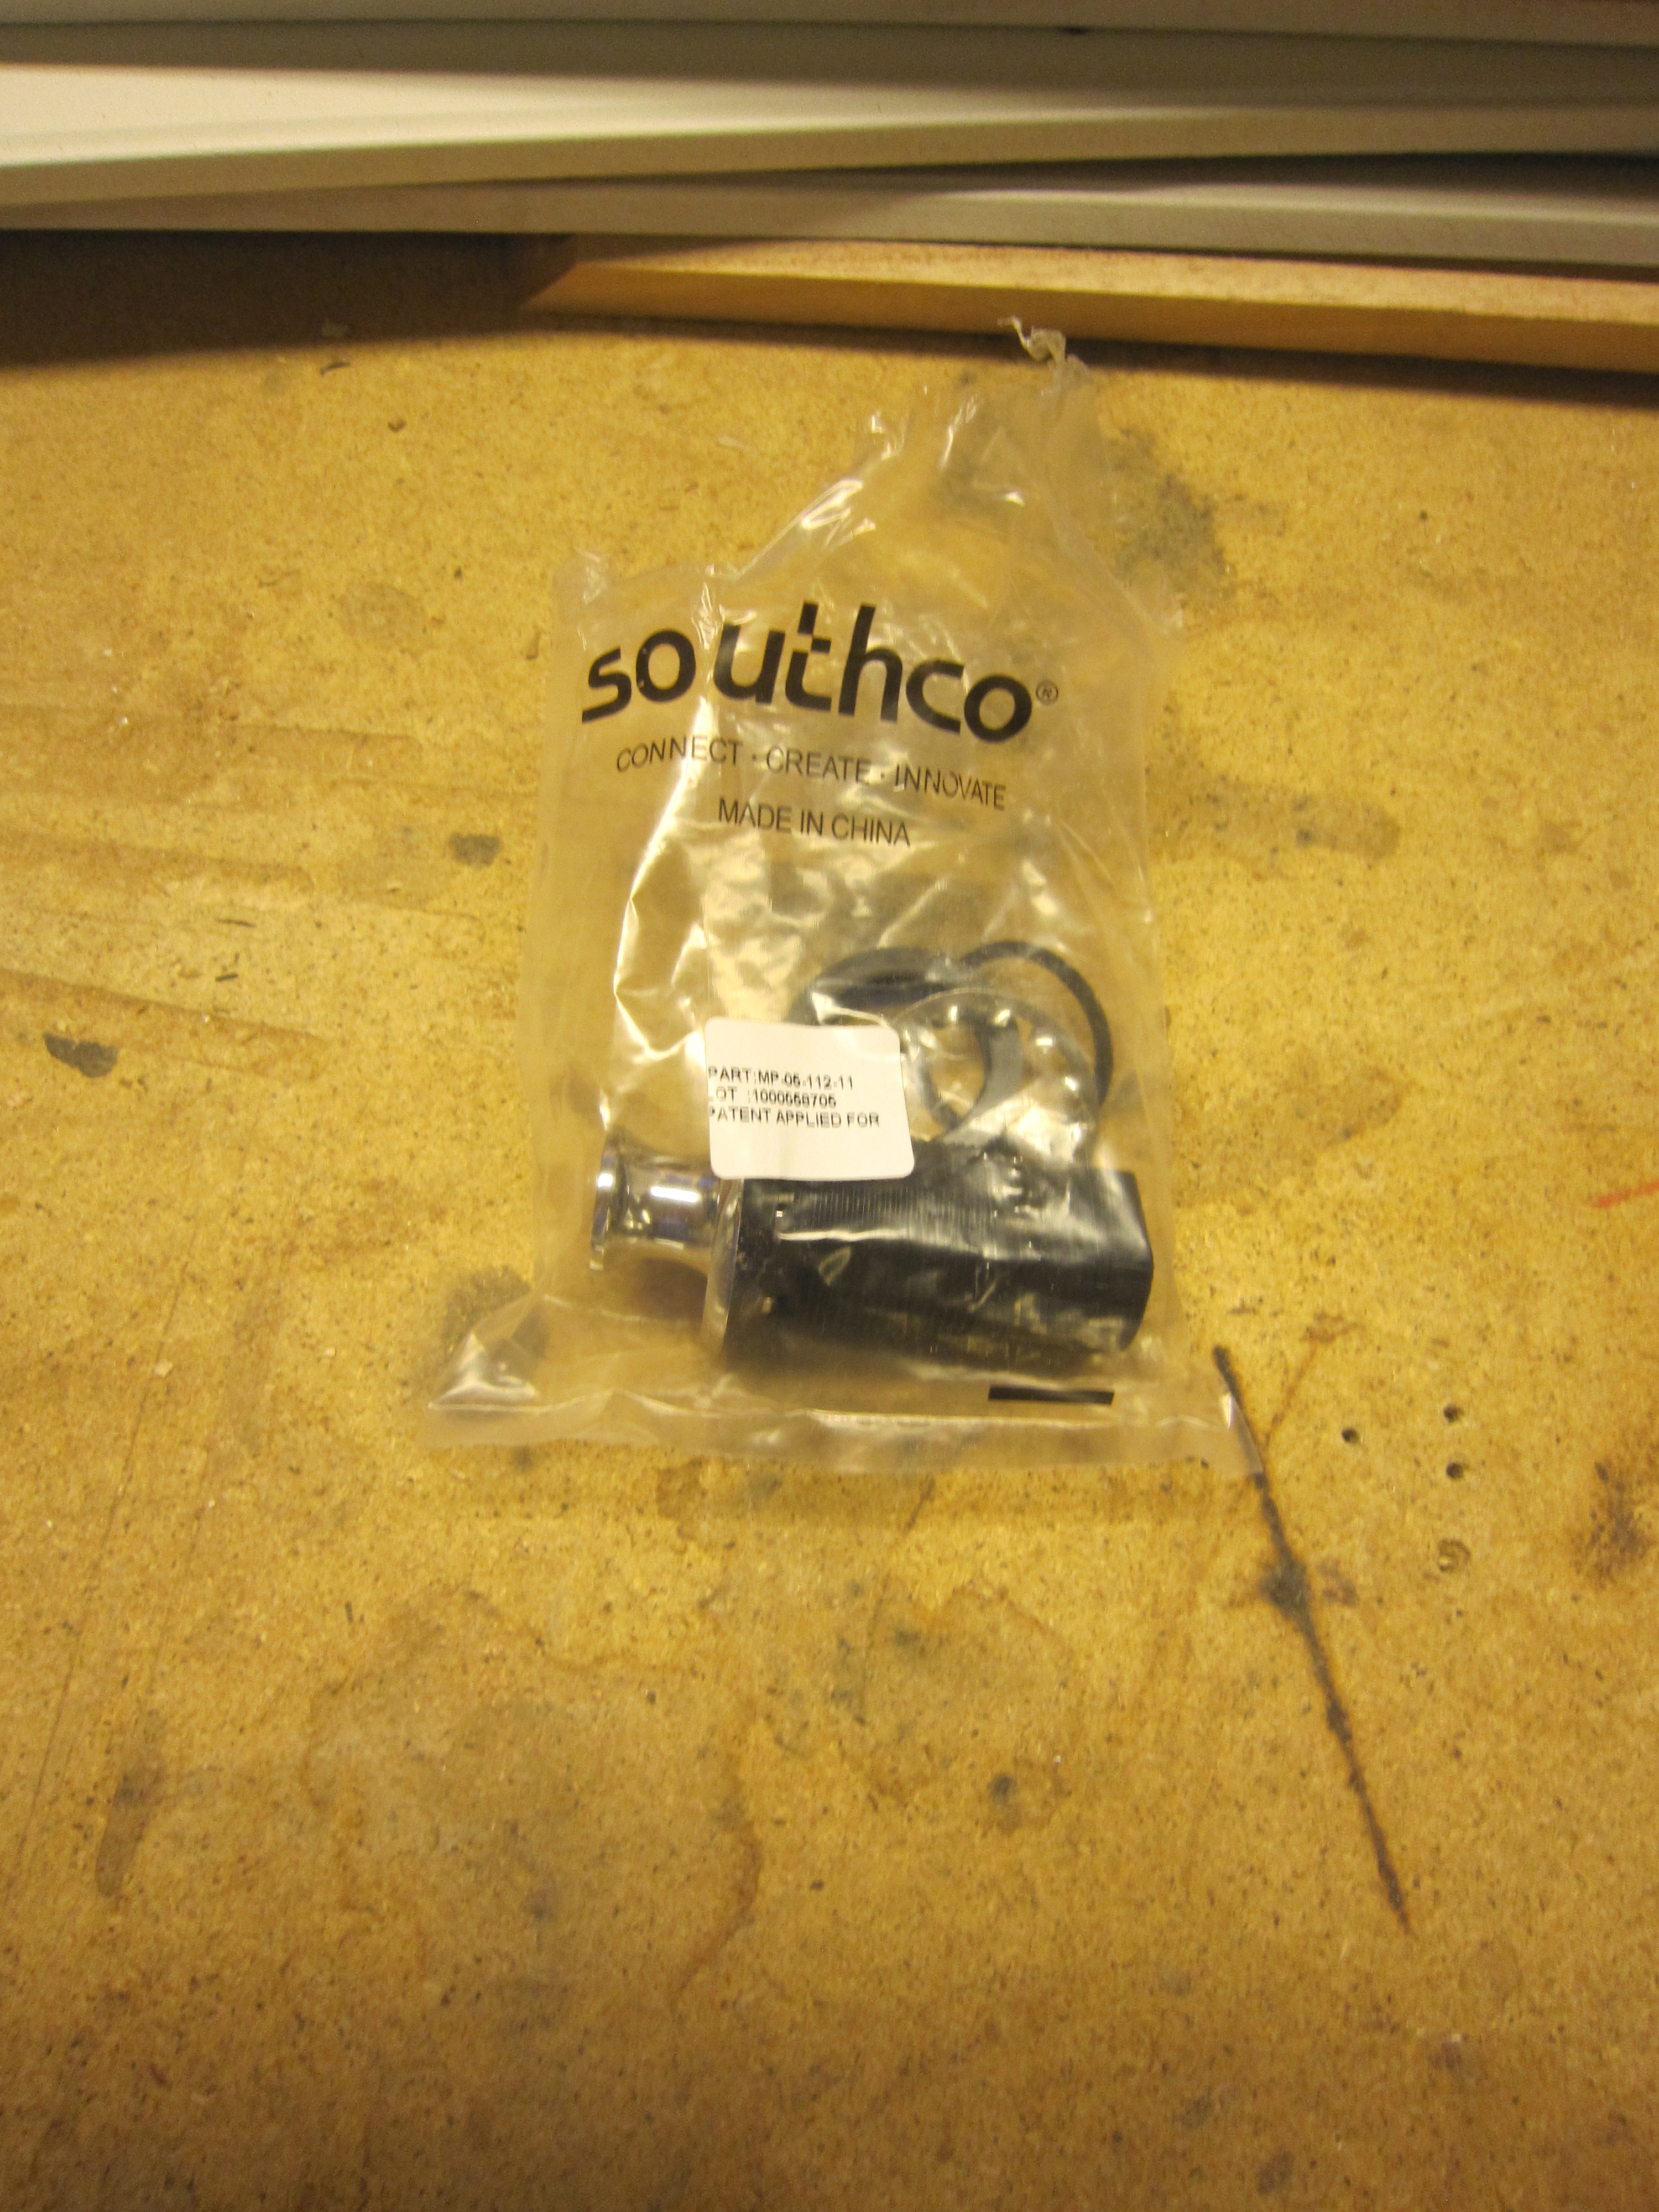 southco®
CONNECT · CREATE · INNOVATE
MADE IN CHINA
PART:MP-05-112-11
LOT :1000558705
PATENT APPLIED FOR